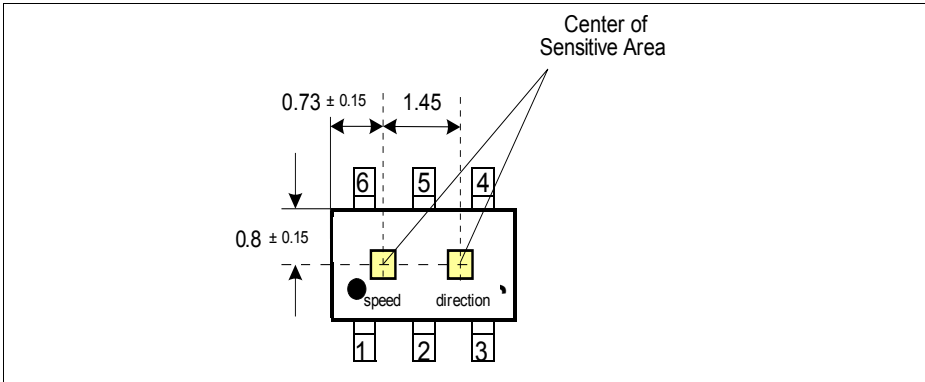 Center of
Sensitive Area
0.73 ± 0.15 1.45
6 5 4
0.8 ± 0.15
speed direction
1 2 3